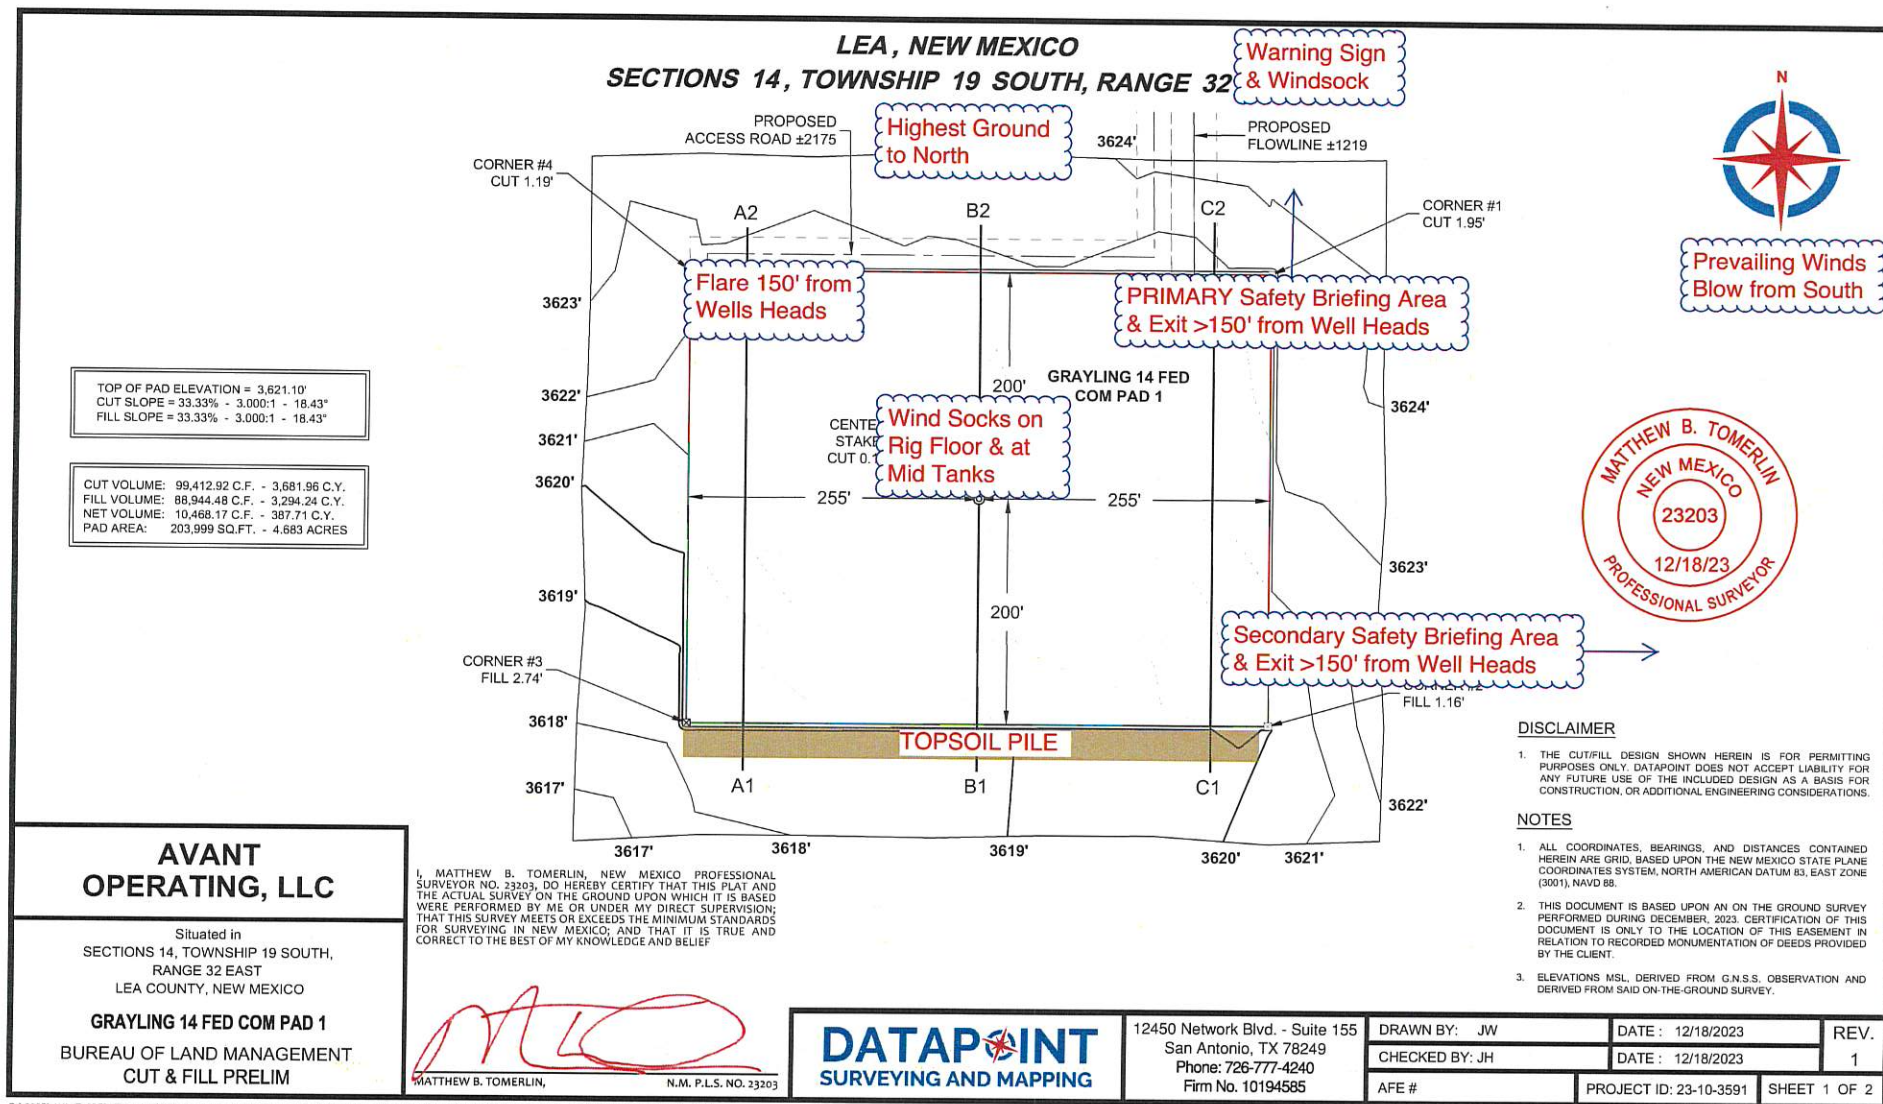 LEA, NEW MEXICO
SECTIONS 14, TOWNSHIP 19 SOUTH, RANGE 32
Warning Sign
& Windsock
N
Highest Ground
to North
PROPOSED
ACCESS ROAD ±2175
3624'
PROPOSED
FLOWLINE ±1219
CORNER #4
CUT 1.19'
A2
B2
C2
CORNER #1
CUT 1.95'
Prevailing Winds
Blow from South
Flare 150' from
Wells Heads
PRIMARY Safety Briefing Area
& Exit >150' from Well Heads
3623'
TOP OF PAD ELEVATION = 3,621.10'
CUT SLOPE = 33.33% - 3.000:1 - 18.43°
FILL SLOPE = 33.33% - 3.000:1 - 18.43°
3622'
200'
GRAYLING 14 FED
COM PAD 1
3624'
3621'
Wind Socks on
Rig Floor & at
Mid Tanks
CUT 0.1
MATTHEW B. TOMERLIN
NEW MEXICO
23203
12/18/23
PROFESSIONAL SURVEYOR
3620'
CUT VOLUME: 99,412.92 C.F. - 3,681.96 C.Y.
FILL VOLUME: 88,944.48 C.F. - 3,294.24 C.Y.
NET VOLUME: 10,468.17 C.F. - 387.71 C.Y.
PAD AREA: 203,999 SQ.FT. - 4.683 ACRES
255'
255'
3623'
3619'
200'
Secondary Safety Briefing Area
& Exit >150' from Well Heads
CORNER #3
FILL 2.74'
FILL 1.16'
3618'
TOPSOIL PILE
3617'
A1
B1
C1
3622'
3617'
3618'
3619'
3620'
3621'
DISCLAIMER
1. THE CUT/FILL DESIGN SHOWN HEREIN IS FOR PERMITTING
PURPOSES ONLY. DATAPOINT DOES NOT ACCEPT LIABILITY FOR
ANY FUTURE USE OF THE INCLUDED DESIGN AS A BASIS FOR
CONSTRUCTION, OR ADDITIONAL ENGINEERING CONSIDERATIONS.
NOTES
1. ALL COORDINATES, BEARINGS, AND DISTANCES CONTAINED
HEREIN ARE GRID, BASED UPON THE NEW MEXICO STATE PLANE
COORDINATES SYSTEM, NORTH AMERICAN DATUM 83, EAST ZONE
(3001), NAVD 88.
2. THIS DOCUMENT IS BASED UPON AN ON THE GROUND SURVEY
PERFORMED DURING DECEMBER, 2023. CERTIFICATION OF THIS
DOCUMENT IS ONLY TO THE LOCATION OF THIS EASEMENT IN
RELATION TO RECORDED MONUMENTATION OF DEEDS PROVIDED
BY THE CLIENT.
3. ELEVATIONS MSL, DERIVED FROM G.N.S.S. OBSERVATION AND
DERIVED FROM SAID ON-THE-GROUND SURVEY.
AVANT
OPERATING, LLC
Situated in
SECTIONS 14, TOWNSHIP 19 SOUTH,
RANGE 32 EAST
LEA COUNTY, NEW MEXICO
GRAYLING 14 FED COM PAD 1
BUREAU OF LAND MANAGEMENT
CUT & FILL PRELIM
I, MATTHEW B. TOMERLIN, NEW MEXICO PROFESSIONAL
SURVEYOR NO. 23203, DO HEREBY CERTIFY THAT THIS PLAT AND
THE ACTUAL SURVEY ON THE GROUND UPON WHICH IT IS BASED
WERE PERFORMED BY ME OR UNDER MY DIRECT SUPERVISION;
THAT THIS SURVEY MEETS OR EXCEEDS THE MINIMUM STANDARDS
FOR SURVEYING IN NEW MEXICO; AND THAT IT IS TRUE AND
CORRECT TO THE BEST OF MY KNOWLEDGE AND BELIEF
MATTHEW B. TOMERLIN, N.M. P.L.S. NO. 23203
DATAPOINT
SURVEYING AND MAPPING
12450 Network Blvd. - Suite 155
San Antonio, TX 78249
Phone: 726-777-4240
Firm No. 10194585
DRAWN BY: JW
DATE : 12/18/2023
REV.
1
CHECKED BY: JH
DATE : 12/18/2023
AFE #
PROJECT ID: 23-10-3591
SHEET 1 OF 2